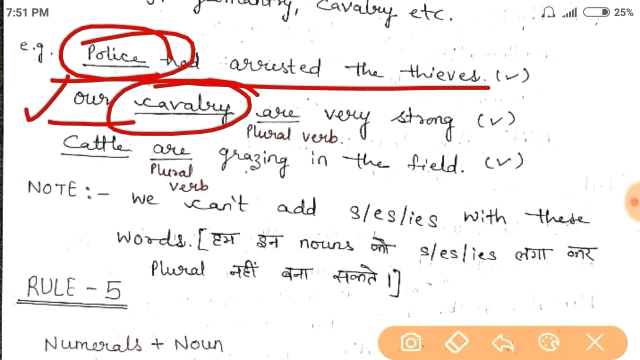 7:51 PM 25%
Cavalry etc.
e.g. Police had arrested the thieves. (✓)
our cavalry are very strong (✓)
Plural verb.
Cattle are grazing in the field. (✓)
Plural
verb
NOTE :- we can't add s/es/ies with these
words. [हम इन nouns को s/es/ies लगा कर
Plural नहीं बना सकते।]
RULE - 5
Numerals + Noun